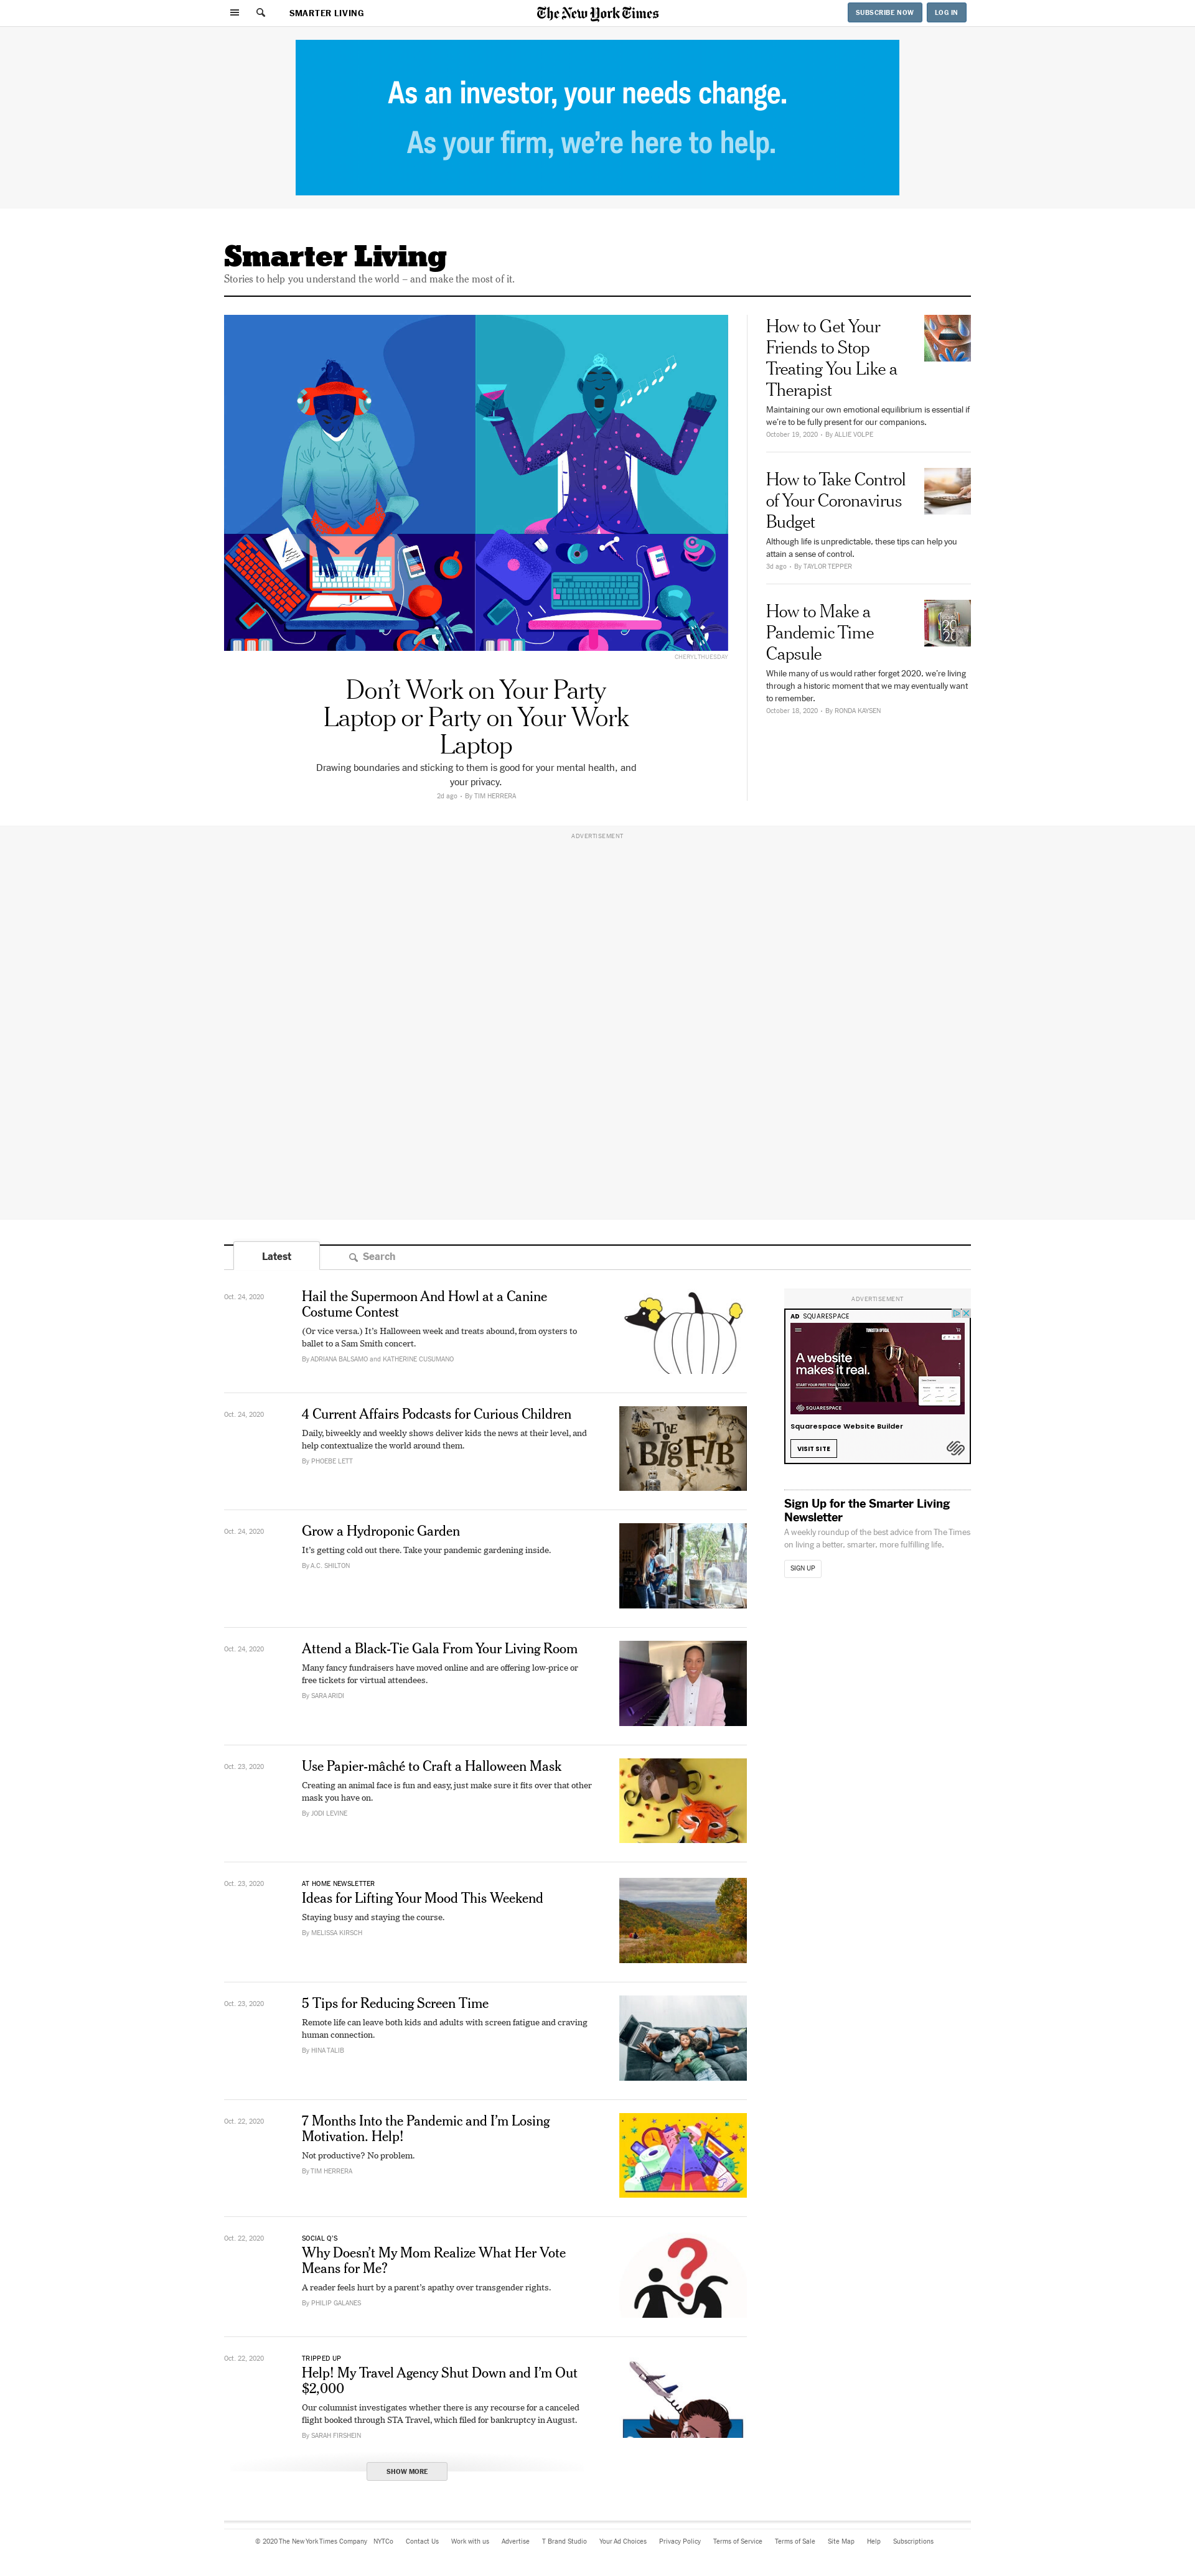 SMARTER LIVING
The New York Times
SUBSCRIBE NOW
LOG IN
As an investor, your needs change.
As your firm, we're here to help.
Smarter Living
Stories to help you understand the world – and make the most of it.
CHERYL THUESDAY
Don't Work on Your Party
Laptop or Party on Your Work
Laptop
Drawing boundaries and sticking to them is good for your mental health, and
your privacy.
2d ago • By TIM HERRERA
How to Get Your
Friends to Stop
Treating You Like a
Therapist
Maintaining our own emotional equilibrium is essential if
we're to be fully present for our companions.
October 19, 2020 • By ALLIE VOLPE
How to Take Control
of Your Coronavirus
Budget
Although life is unpredictable, these tips can help you
attain a sense of control.
3d ago • By TAYLOR TEPPER
How to Make a
Pandemic Time
Capsule
20
20
While many of us would rather forget 2020, we're living
through a historic moment that we may eventually want
to remember.
October 18, 2020 • By RONDA KAYSEN
ADVERTISEMENT
Latest
Search
Oct. 24, 2020
Hail the Supermoon And Howl at a Canine
Costume Contest
(Or vice versa.) It's Halloween week and treats abound, from oysters to
ballet to a Sam Smith concert.
By ADRIANA BALSAMO and KATHERINE CUSUMANO
Oct. 24, 2020
4 Current Affairs Podcasts for Curious Children
Daily, biweekly and weekly shows deliver kids the news at their level, and
help contextualize the world around them.
By PHOEBE LETT
THE
BIG FIB
Oct. 24, 2020
Grow a Hydroponic Garden
It's getting cold out there. Take your pandemic gardening inside.
By A.C. SHILTON
Oct. 24, 2020
Attend a Black-Tie Gala From Your Living Room
Many fancy fundraisers have moved online and are offering low-price or
free tickets for virtual attendees.
By SARA ARIDI
Oct. 23, 2020
Use Papier-mâché to Craft a Halloween Mask
Creating an animal face is fun and easy, just make sure it fits over that other
mask you have on.
By JODI LEVINE
Oct. 23, 2020
AT HOME NEWSLETTER
Ideas for Lifting Your Mood This Weekend
Staying busy and staying the course.
By MELISSA KIRSCH
Oct. 23, 2020
5 Tips for Reducing Screen Time
Remote life can leave both kids and adults with screen fatigue and craving
human connection.
By HINA TALIB
Oct. 22, 2020
7 Months Into the Pandemic and I'm Losing
Motivation. Help!
Not productive? No problem.
By TIM HERRERA
Oct. 22, 2020
SOCIAL Q'S
Why Doesn't My Mom Realize What Her Vote
Means for Me?
A reader feels hurt by a parent's apathy over transgender rights.
By PHILIP GALANES
?
Oct. 22, 2020
TRIPPED UP
Help! My Travel Agency Shut Down and I'm Out
$2,000
Our columnist investigates whether there is any recourse for a canceled
flight booked through STA Travel, which filed for bankruptcy in August.
By SARAH FIRSHEIN
SHOW MORE
ADVERTISEMENT
AD SQUARESPACE
A website
makes it real.
START YOUR FREE TRIAL TODAY
SQUARESPACE
Squarespace Website Builder
VISIT SITE
Sign Up for the Smarter Living
Newsletter
A weekly roundup of the best advice from The Times
on living a better, smarter, more fulfilling life.
SIGN UP
© 2020 The New York Times Company NYTCo Contact Us Work with us Advertise T Brand Studio Your Ad Choices Privacy Policy Terms of Service Terms of Sale Site Map Help Subscriptions